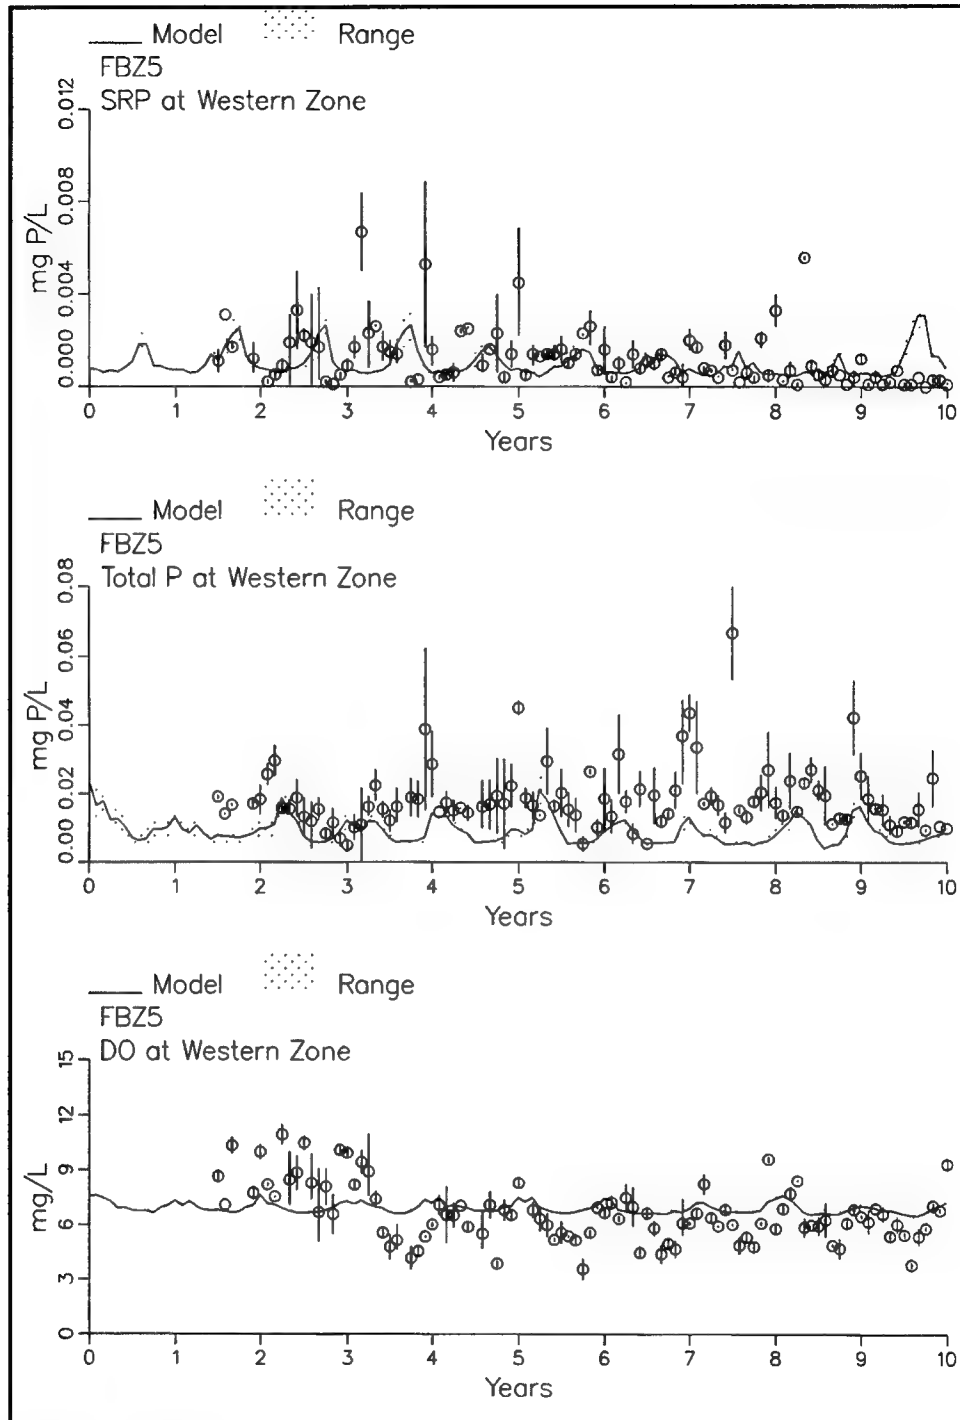 Model Range
FBZ5
SRP at Western Zone
0.012
0.008
0.004
0.000
mg P/L
0 1 2 3 4 5 6 7 8 9 10
Years
Model Range
FBZ5
Total P at Western Zone
0.08
0.06
0.04
0.02
0.00
mg P/L
0 1 2 3 4 5 6 7 8 9 10
Years
Model Range
FBZ5
DO at Western Zone
15
12
9
6
3
0
mg/L
0 1 2 3 4 5 6 7 8 9 10
Years